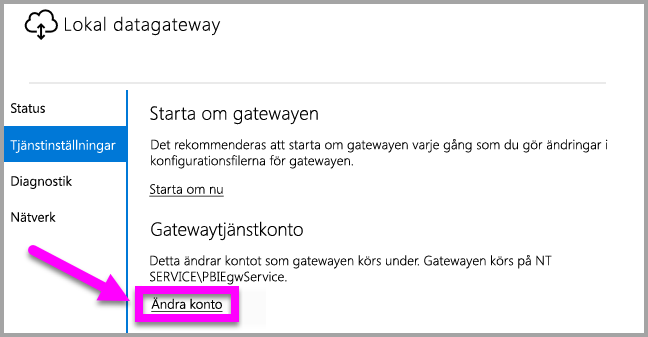 Lokal datagateway
Status
Tjänstinställningar
Diagnostik
Nätverk
Starta om gatewayen
Det rekommenderas att starta om gatewayen varje gång som du gör ändringar i
konfigurationsfilerna för gatewayen.
Starta om nu
Gatewaytjänstkonto
Detta ändrar kontot som gatewayen körs under. Gatewayen körs på NT
SERVICE\PBIEgwService.
Ändra konto